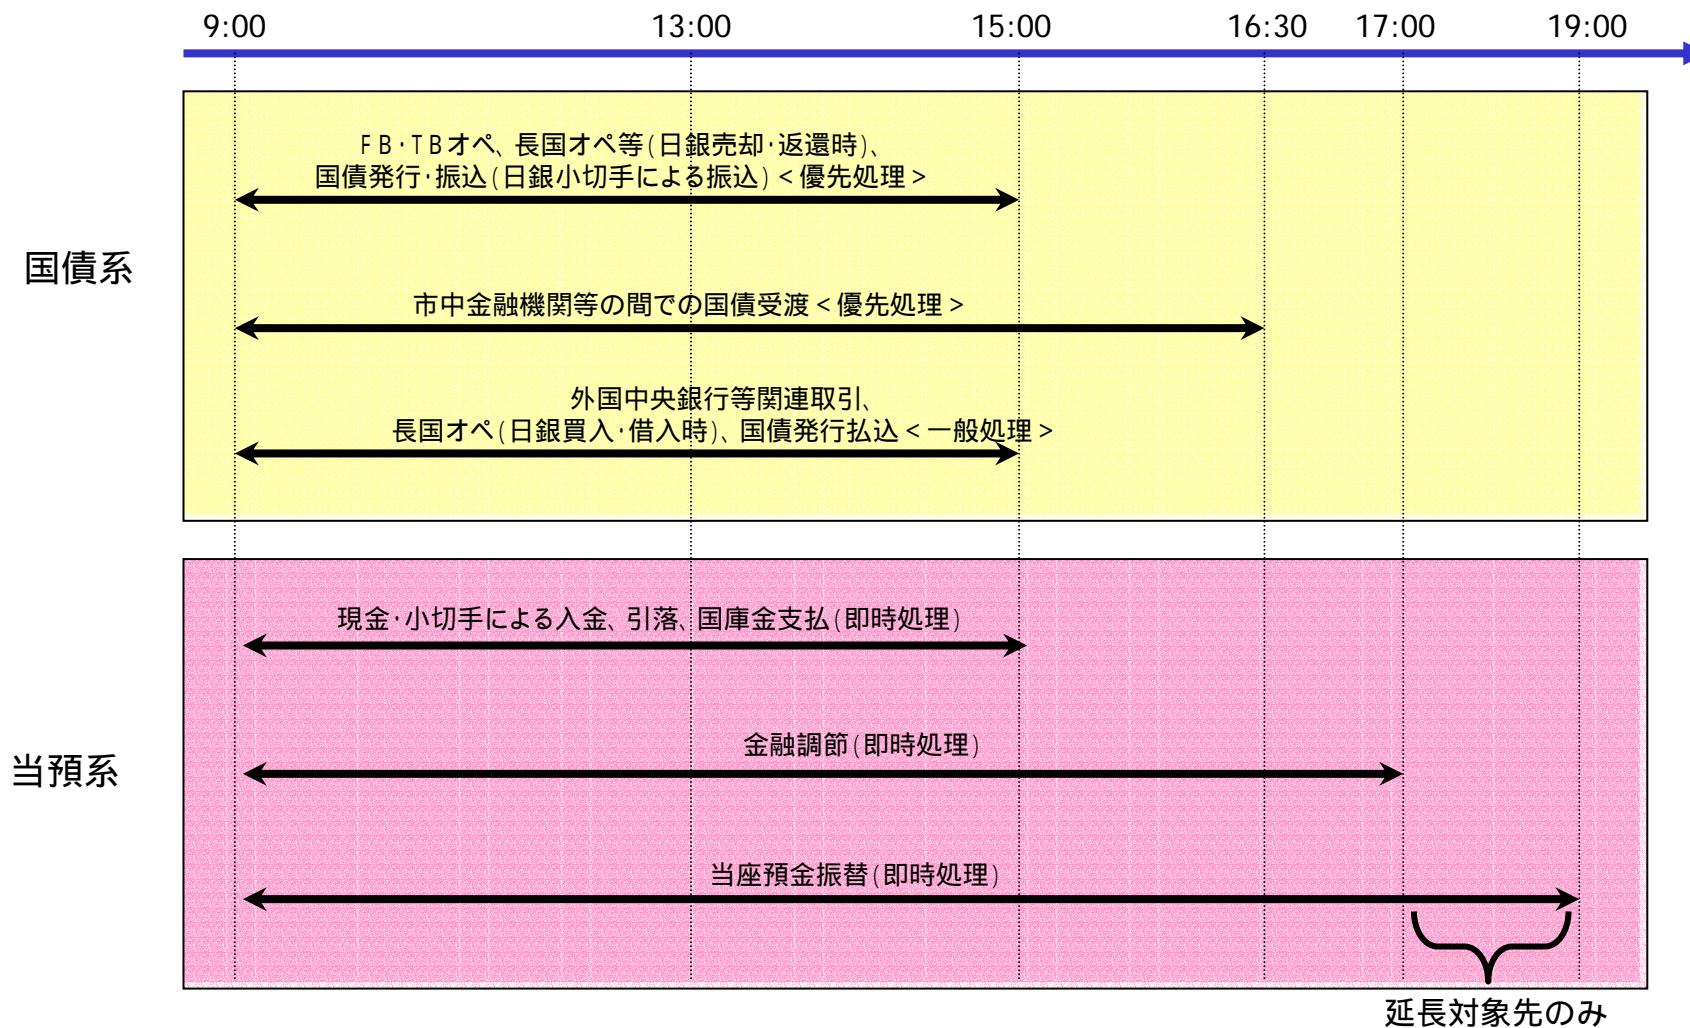 9:00 13:00 15:00 16:30 17:00 19:00
FB・TBオペ、長国オペ等(日銀売却・返還時)、
国債発行・振込(日銀小切手による振込)<優先処理>
国債系
市中金融機関等の間での国債受渡<優先処理>
外国中央銀行等関連取引、
長国オペ(日銀買入・借入時)、国債発行払込<一般処理>
現金・小切手による入金、引落、国庫金支払(即時処理)
金融調節(即時処理)
当預系
当座預金振替(即時処理)
延長対象先のみ